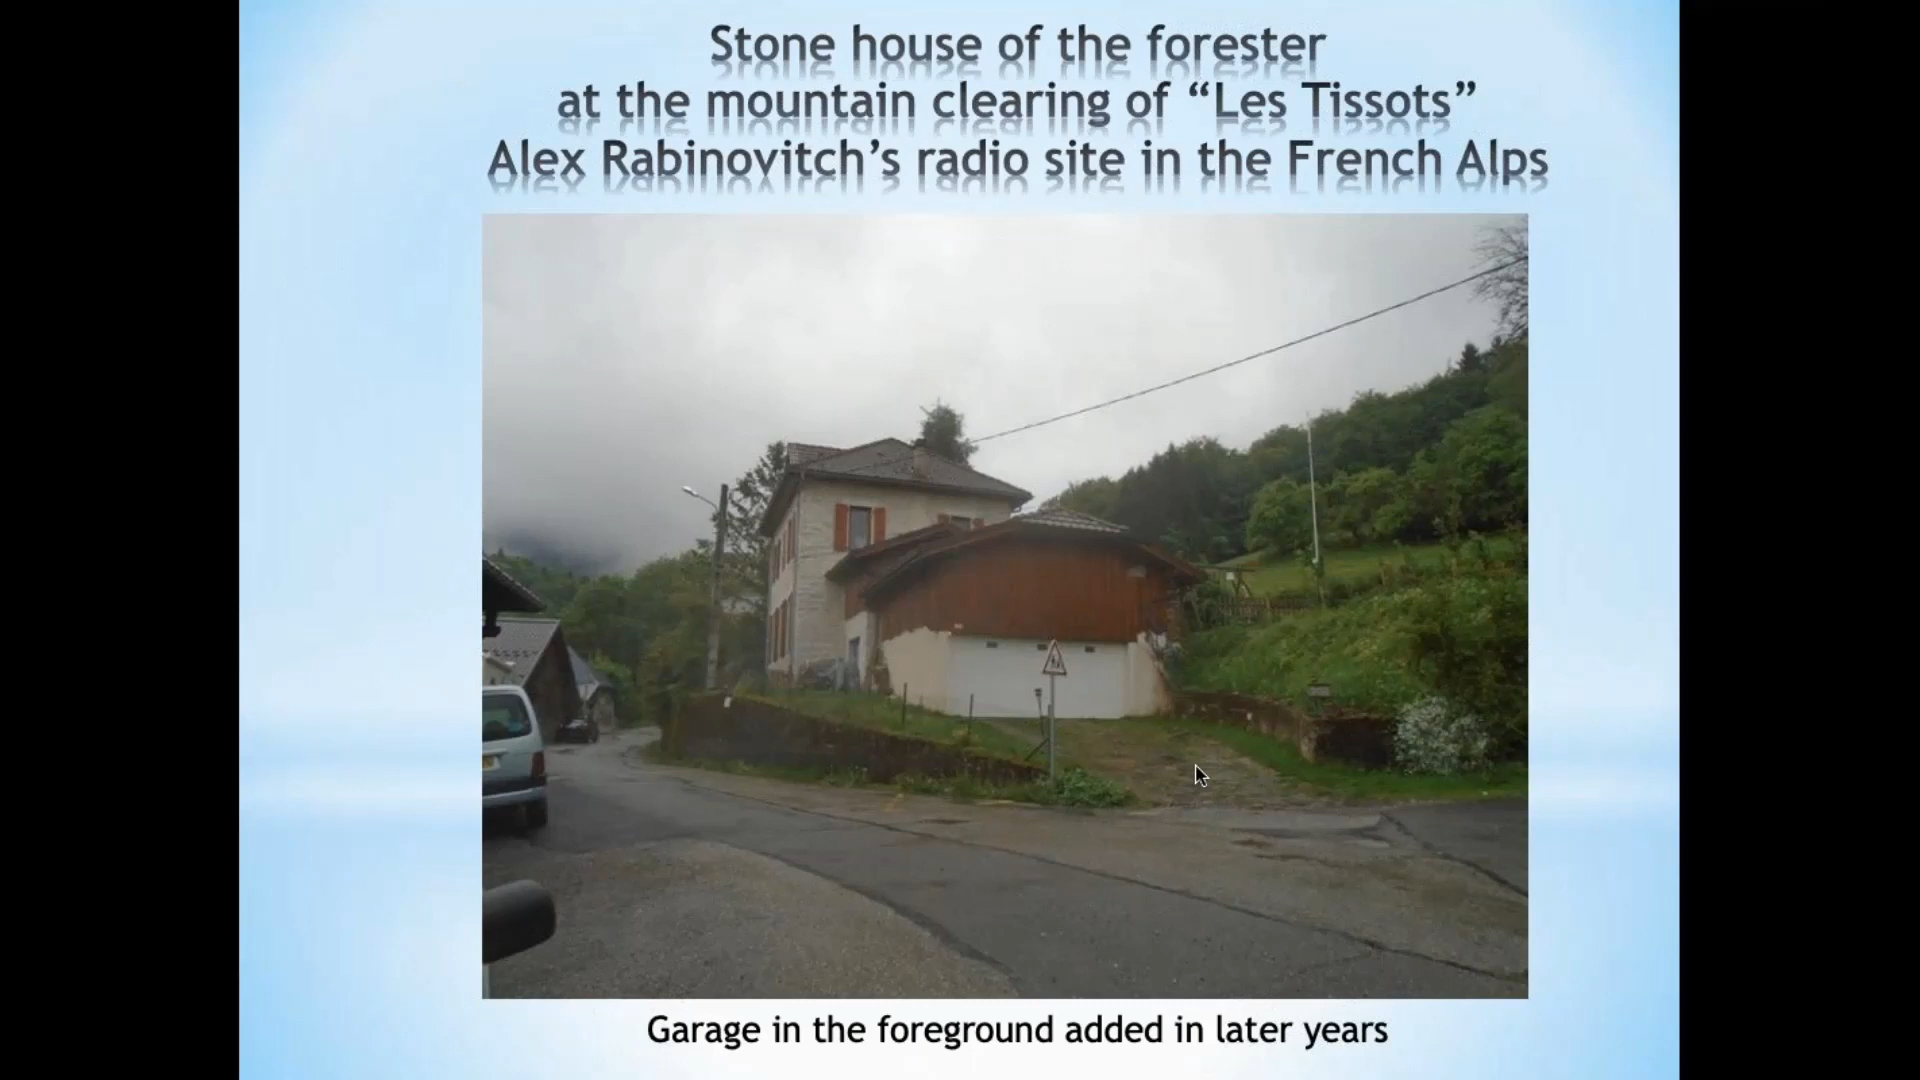 Stone house of the forester
at the mountain clearing of “Les Tissots”
Alex Rabinovitch’s radio site in the French Alps
Garage in the foreground added in later years